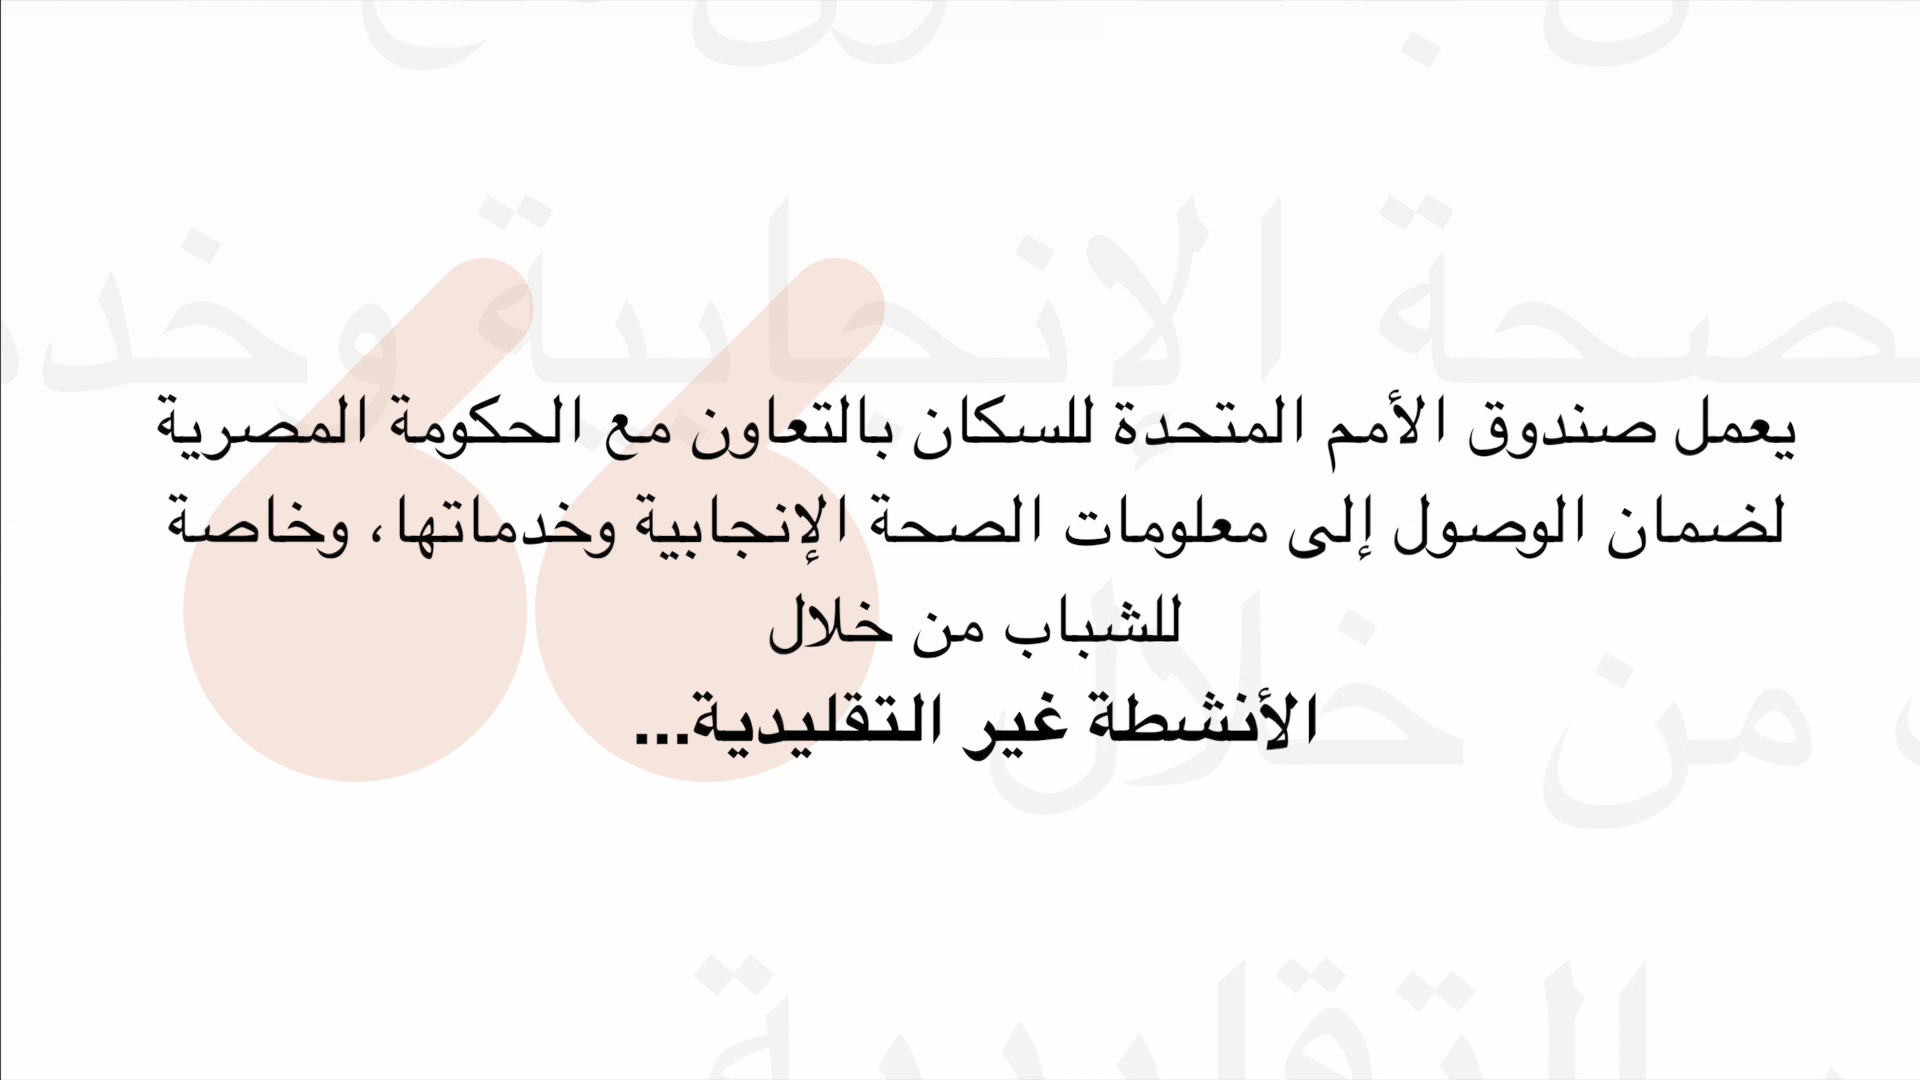 يعمل صندوق الأمم المتحدة للسكان بالتعاون مع الحكومة المصرية
لضمان الوصول إلى معلومات الصحة الإنجابية وخدماتها، وخاصة
للشباب من خلال
الأنشطة غير التقليدية...